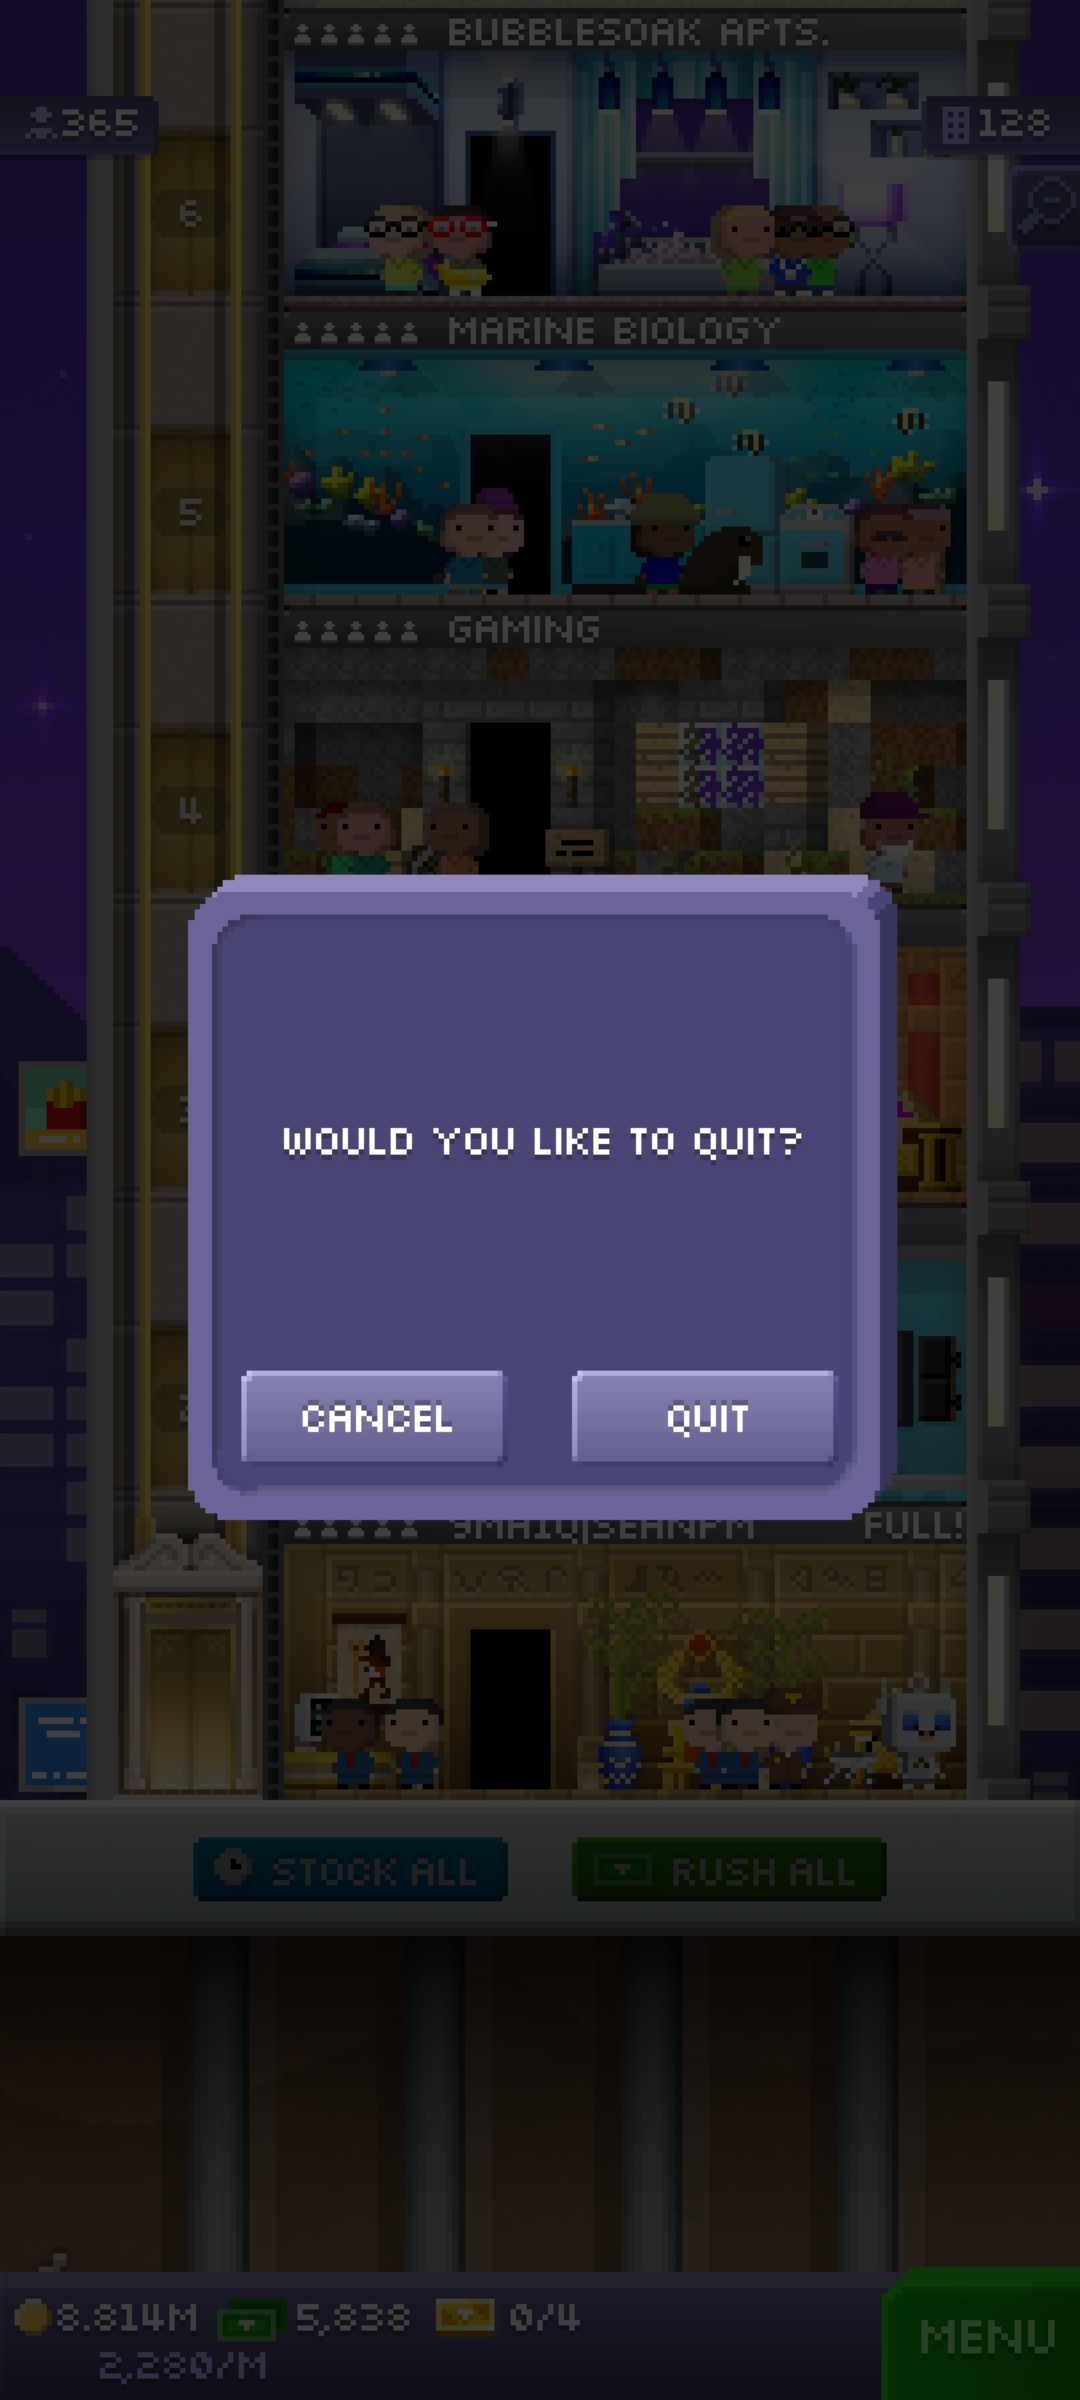 BUBBLESOAK APTS.
365
128
6
MARINE BIOLOGY
5
GAMING
4
WOULD YOU LIKE TO QUIT?
CANCEL
QUIT
FULL!
STOCK ALL
RUSH ALL
8.814M
5,838
0/4
2,280/M
MENU